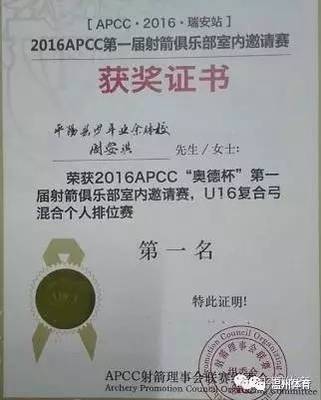 [ APCC·2016·瑞安站 ]
2016APCC第一届射箭俱乐部室内邀请赛
获奖证书
平阳县少年业余体校
周安琪 先生/女士:
荣获2016APCC“奥德杯”第一
届射箭俱乐部室内邀请赛, U16复合弓
混合个人排位赛
第一名
特此证明!
APCC射箭理事会联赛
Archery Promotion Council
温州体育